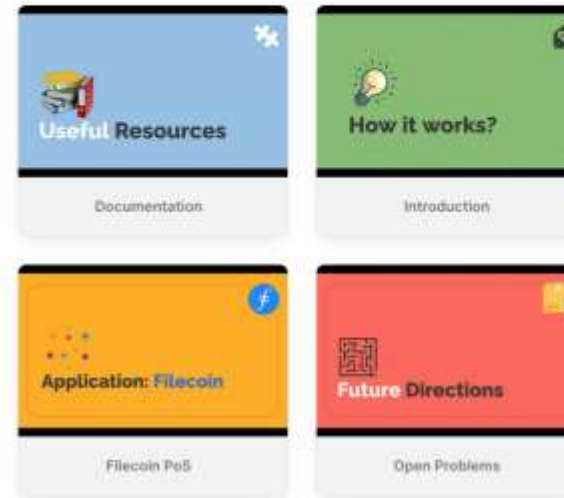 Useful Resources
How it works?
Documentation
Introduction
Application: Filecoin
Future Directions
Filecoin PoS
Open Problems